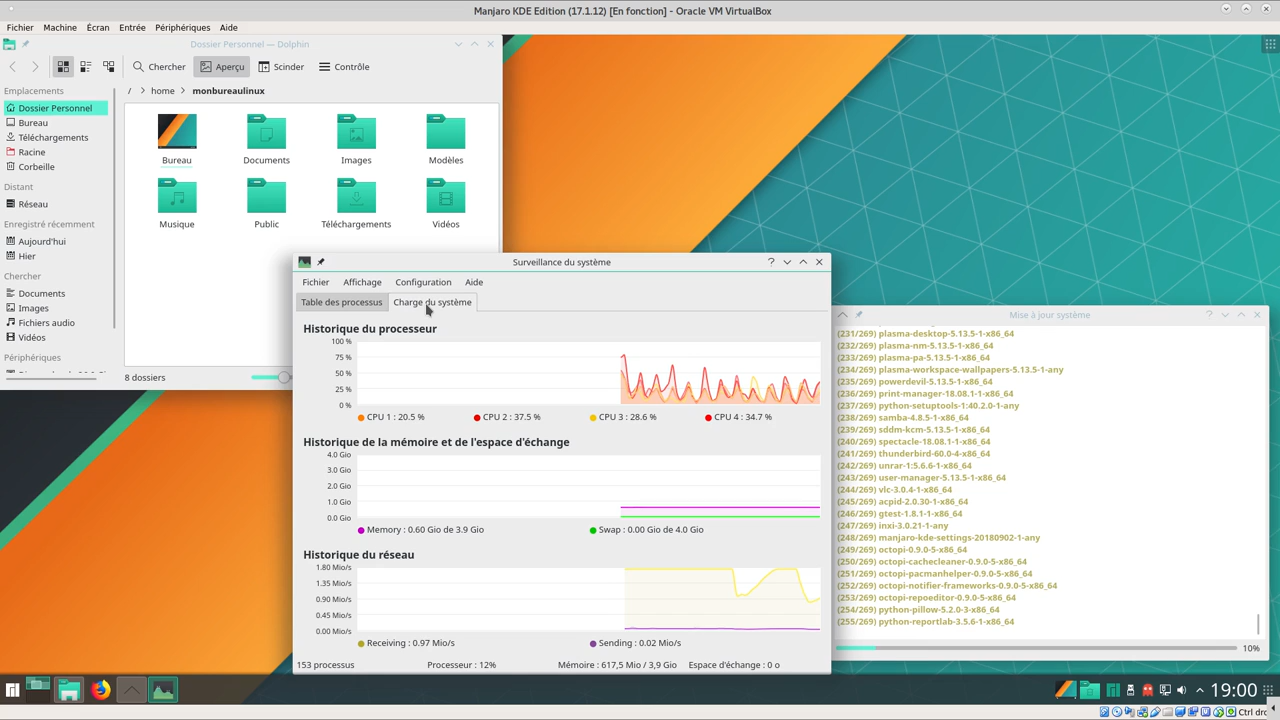 Manjaro KDE Edition (17.1.12) [En fonction] - Oracle VM VirtualBox
Fichier Machine Écran Entrée Périphériques Aide
Dossier Personnel — Dolphin
Chercher Aperçu Scinder Contrôle
Emplacements
Dossier Personnel
Bureau
Téléchargements
Racine
Corbeille
Distant
Réseau
Enregistré récemment
Aujourd'hui
Hier
Chercher
Documents
Images
Fichiers audio
Vidéos
Périphériques
/ > home > monbureaulinux
Bureau Documents Images Modèles
Musique Public Téléchargements Vidéos
8 dossiers
Surveillance du système
Fichier Affichage Configuration Aide
Table des processus Charge du système
Historique du processeur
100 %
75 %
50 %
25 %
0 %
CPU 1 : 20.5 % CPU 2 : 37.5 % CPU 3 : 28.6 % CPU 4 : 34.7 %
Historique de la mémoire et de l'espace d'échange
4.0 Gio
3.0 Gio
2.0 Gio
1.0 Gio
0.0 Gio
Memory : 0.60 Gio de 3.9 Gio Swap : 0.00 Gio de 4.0 Gio
Historique du réseau
1.80 Mio/s
1.35 Mio/s
0.90 Mio/s
0.45 Mio/s
0.00 Mio/s
Receiving : 0.97 Mio/s Sending : 0.02 Mio/s
153 processus Processeur : 12% Mémoire : 617,5 Mio / 3,9 Gio Espace d'échange : 0 o
Mise à jour système
(231/269) plasma-desktop-5.13.5-1-x86_64
(232/269) plasma-nm-5.13.5-1-x86_64
(233/269) plasma-pa-5.13.5-1-x86_64
(234/269) plasma-workspace-wallpapers-5.13.5-1-any
(235/269) powerdevil-5.13.5-1-x86_64
(236/269) print-manager-18.08.1-1-x86_64
(237/269) python-setuptools-1:40.2.0-1-any
(238/269) samba-4.8.5-1-x86_64
(239/269) sddm-kcm-5.13.5-1-x86_64
(240/269) spectacle-18.08.1-1-x86_64
(241/269) thunderbird-60.0-4-x86_64
(242/269) unrar-1:5.6.6-1-x86_64
(243/269) user-manager-5.13.5-1-x86_64
(244/269) vlc-3.0.4-1-x86_64
(245/269) acpid-2.0.30-1-x86_64
(246/269) gtest-1.8.1-1-x86_64
(247/269) inxi-3.0.21-1-any
(248/269) manjaro-kde-settings-20180902-1-any
(249/269) octopi-0.9.0-5-x86_64
(250/269) octopi-cachecleaner-0.9.0-5-x86_64
(251/269) octopi-pacmanhelper-0.9.0-5-x86_64
(252/269) octopi-notifier-frameworks-0.9.0-5-x86_64
(253/269) octopi-repoeditor-0.9.0-5-x86_64
(254/269) python-pillow-5.2.0-3-x86_64
(255/269) python-reportlab-3.5.6-1-x86_64
10%
19:00
Ctrl